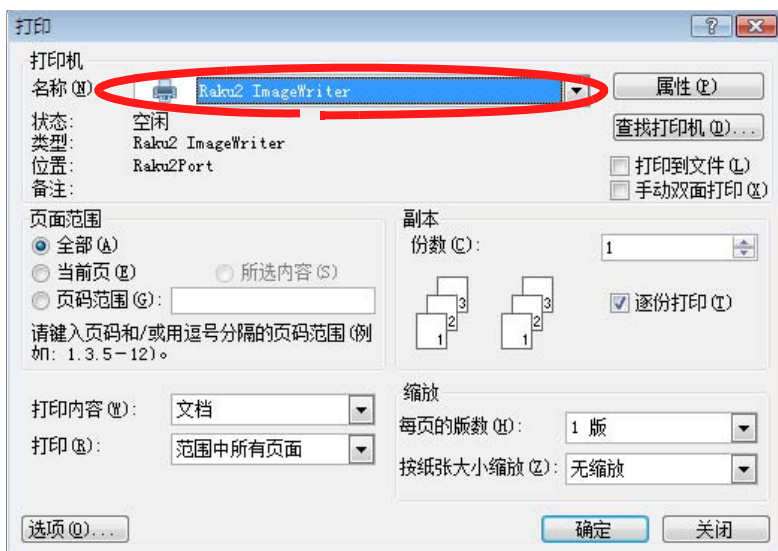 打印
打印机
名称(N)
Raku2 ImageWriter
属性(P)
状态: 空闲
查找打印机(D)...
类型: Raku2 ImageWriter
位置: Raku2Port
打印到文件(L)
备注:
手动双面打印(X)
页面范围
全部(A)
当前页(E) 所选内容(S)
页码范围(G):
请键入页码和/或用逗号分隔的页码范围(例
如: 1.3.5-12)。
副本
份数(C): 1
3 3
2 2
1 1
逐份打印(T)
打印内容(W): 文档
打印(R): 范围中所有页面
缩放
每页的版数(H): 1 版
按纸张大小缩放(Z): 无缩放
选项(O)... 确定 关闭